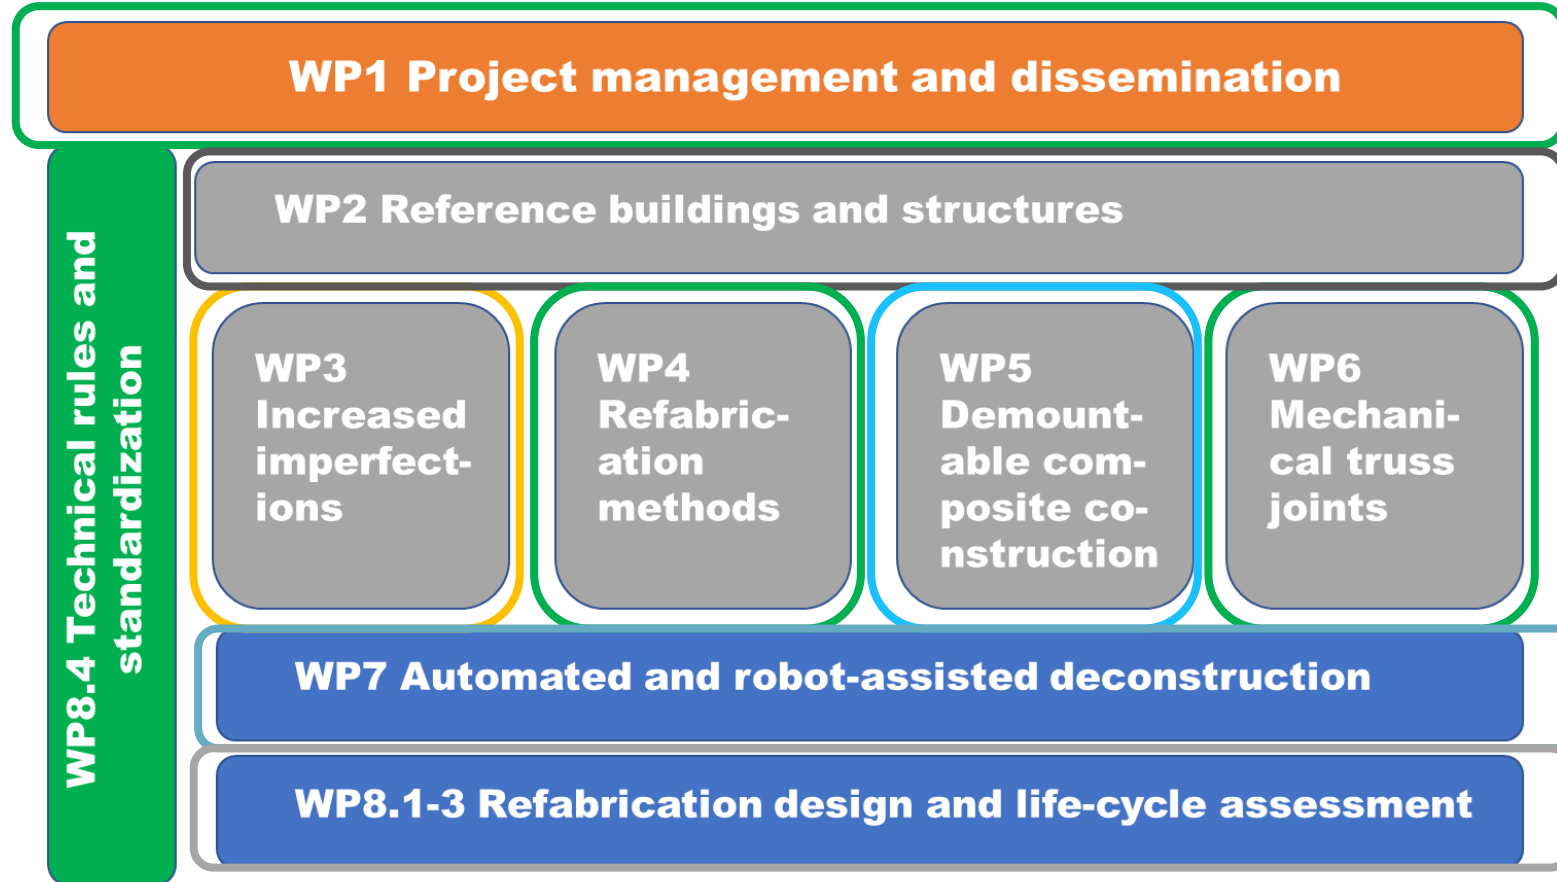 WP1 Project management and dissemination
WP8.4 Technical rules and
standardization
WP2 Reference buildings and structures
WP3
Increased
imperfect-
ions
WP4
Refabric-
ation
methods
WP5
Demount-
able com-
posite co-
nstruction
WP6
Mechani-
cal truss
joints
WP7 Automated and robot-assisted deconstruction
WP8.1-3 Refabrication design and life-cycle assessment